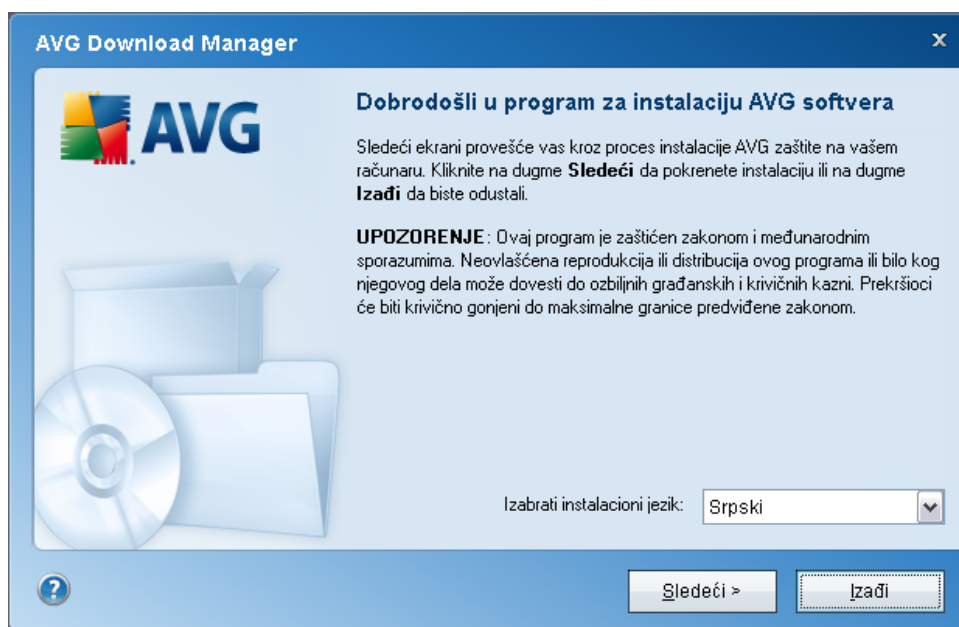 AVG Download Manager
x
AVG
Dobrodošli u program za instalaciju AVG softvera
Sledeći ekrani provešće vas kroz proces instalacije AVG zaštite na vašem
računaru. Kliknite na dugme Sledeći da pokrenete instalaciju ili na dugme
Izađi da biste odustali.
UPOZORENJE: Ovaj program je zaštićen zakonom i međunarodnim
sporazumima. Neovlašćena reprodukcija ili distribucija ovog programa ili bilo kog
njegovog dela može dovesti do ozbiljnih građanskih i krivičnih kazni. Prekršioci
će biti krivično gonjeni do maksimalne granice predviđene zakonom.
Izabrati instalacioni jezik:
Srpski
?
Sledeći >
Izađi